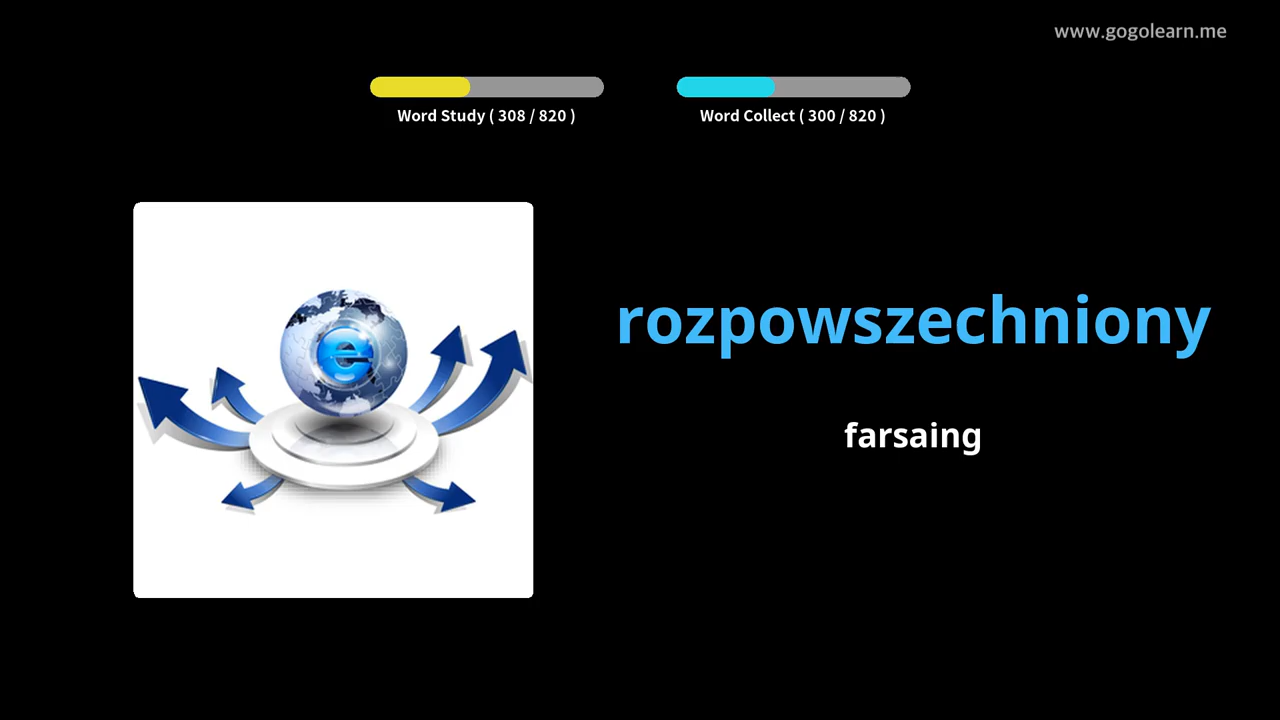 www.gogolearn.me
Word Study ( 308 / 820 )
Word Collect ( 300 / 820 )
e
rozpowszechniony
farsaing